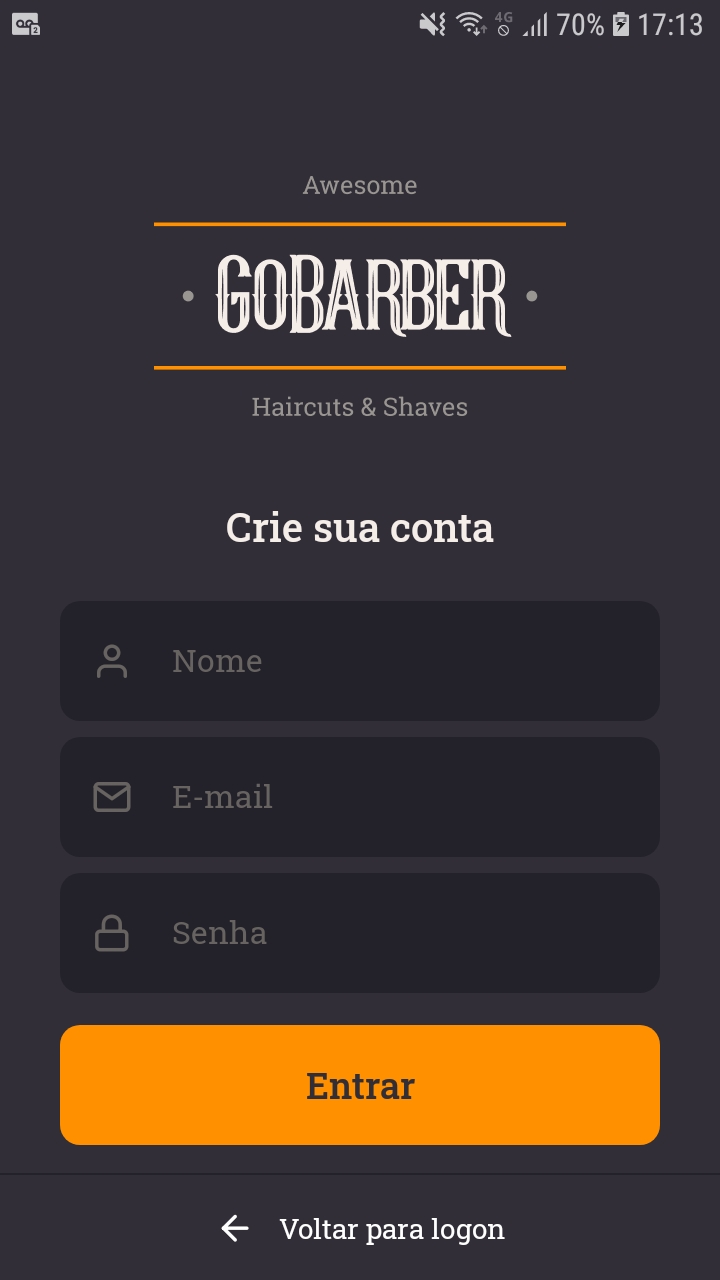 4G 70% 17:13
Awesome
GOBARBER
Haircuts & Shaves
Crie sua conta
Nome
E-mail
Senha
Entrar
Voltar para logon